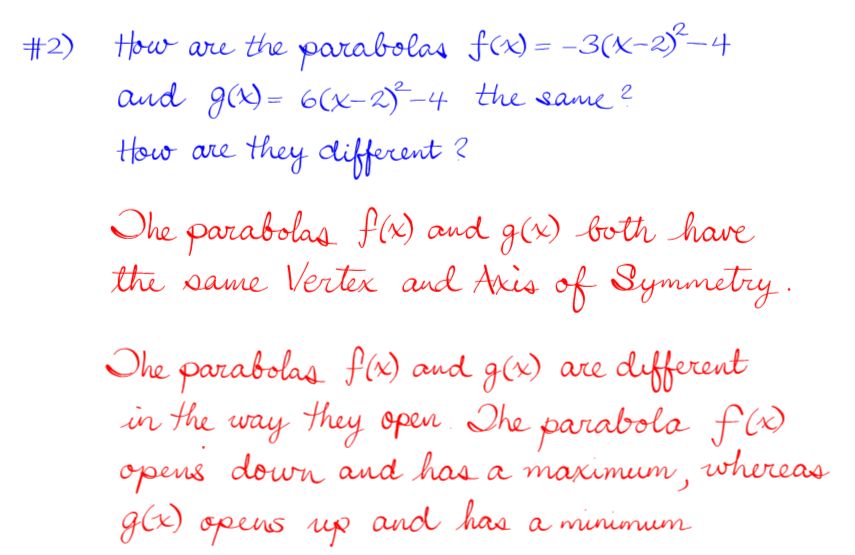 #2) How are the parabolas f(x) = -3(x-2)²-4
and g(x) = 6(x-2)²-4 the same?
How are they different?
The parabolas f(x) and g(x) both have
the same Vertex and Axis of Symmetry.
The parabolas f(x) and g(x) are different
in the way they open. The parabola f(x)
opens down and has a maximum, whereas
g(x) opens up and has a minimum